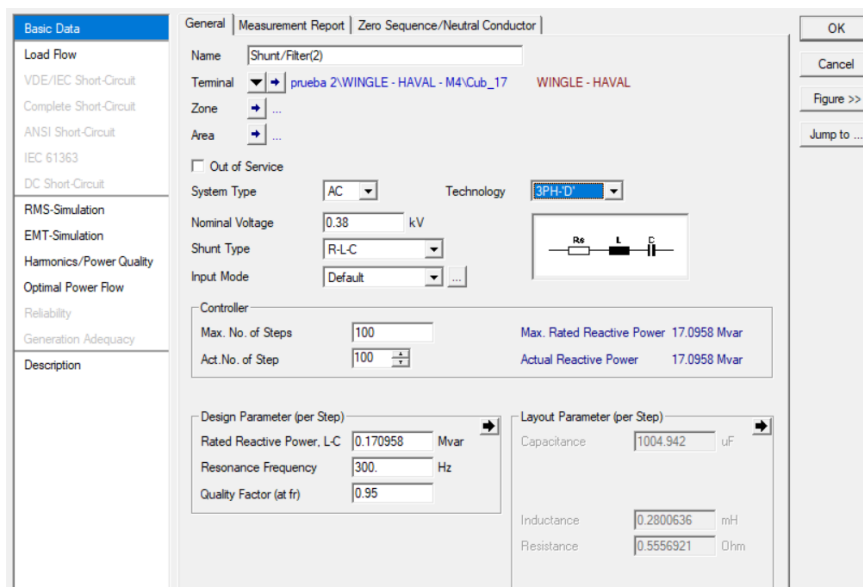 Basic Data
Load Flow
VDE/IEC Short-Circuit
Complete Short-Circuit
ANSI Short-Circuit
IEC 61363
DC Short-Circuit
RMS-Simulation
EMT-Simulation
Harmonics/Power Quality
Optimal Power Flow
Reliability
Generation Adequacy
Description
General Measurement Report Zero Sequence/Neutral Conductor
Name Shunt/Filter(2)
Terminal prueba 2\WINGLE - HAVAL - M4\Cub_17 WINGLE - HAVAL
Zone ...
Area ...
Out of Service
System Type AC Technology 3PH-'D'
Nominal Voltage 0.38 kV
Shunt Type R-L-C
Input Mode Default ...
Rs L C
Controller
Max. No. of Steps 100 Max. Rated Reactive Power 17.0958 Mvar
Act.No. of Step 100 Actual Reactive Power 17.0958 Mvar
Design Parameter (per Step)
Rated Reactive Power, L-C 0.170958 Mvar
Resonance Frequency 300. Hz
Quality Factor (at fr) 0.95
Layout Parameter (per Step)
Capacitance 1004.942 uF
Inductance 0.2800636 mH
Resistance 0.5556921 Ohm
OK
Cancel
Figure >>
Jump to ...